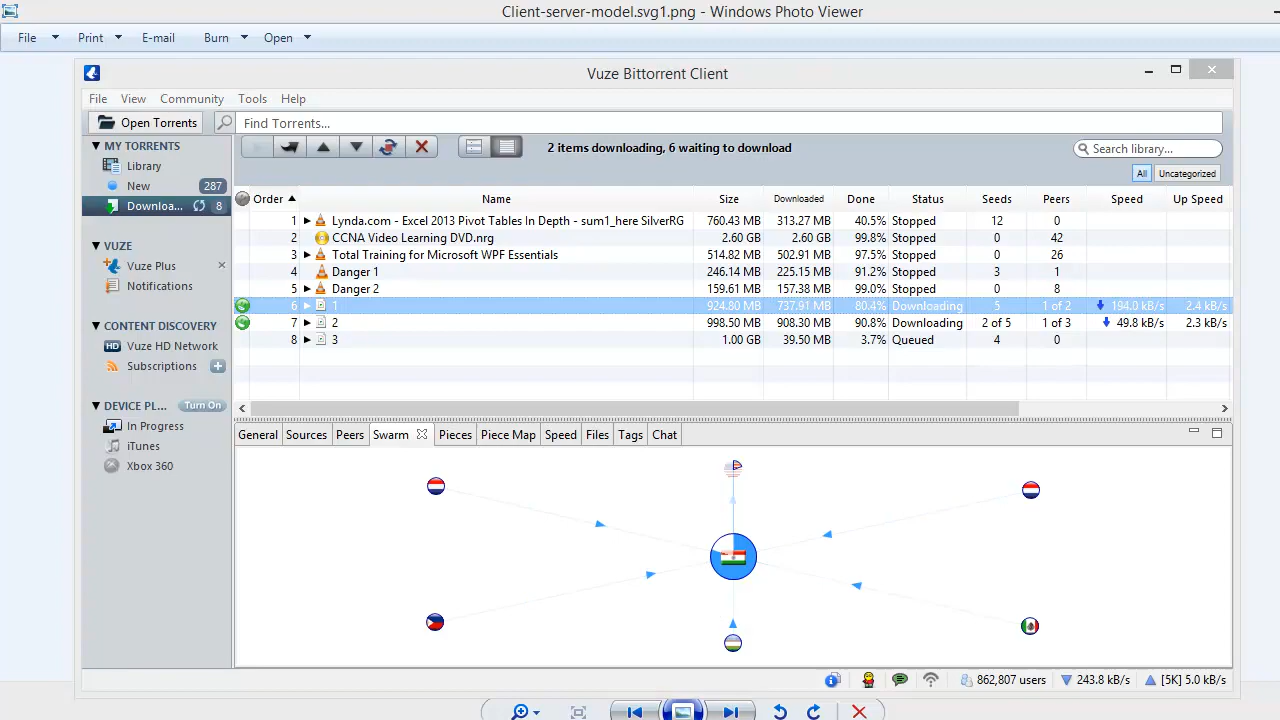 Client-server-model.svg1.png - Windows Photo Viewer
File Print E-mail Burn Open
Vuze Bittorrent Client
File View Community Tools Help
Open Torrents Find Torrents...
MY TORRENTS
Library
New 287
Downloa... 8
VUZE
Vuze Plus
Notifications
CONTENT DISCOVERY
HD Vuze HD Network
Subscriptions
DEVICE PL... Turn On
In Progress
iTunes
Xbox 360
2 items downloading, 6 waiting to download Search library...
All Uncategorized
Order Name Size Downloaded Done Status Seeds Peers Speed Up Speed
1 Lynda.com - Excel 2013 Pivot Tables In Depth - sum1_here SilverRG 760.43 MB 313.27 MB 40.5% Stopped 12 0
2 CCNA Video Learning DVD.nrg 2.60 GB 2.60 GB 99.8% Stopped 0 42
3 Total Training for Microsoft WPF Essentials 514.82 MB 502.91 MB 97.5% Stopped 0 26
4 Danger 1 246.14 MB 225.15 MB 91.2% Stopped 3 1
5 Danger 2 159.61 MB 157.38 MB 99.0% Stopped 0 8
6 1 924.80 MB 737.91 MB 80.4% Downloading 5 1 of 2 194.0 kB/s 2.4 kB/s
7 2 998.50 MB 908.30 MB 90.8% Downloading 2 of 5 1 of 3 49.8 kB/s 2.3 kB/s
8 3 1.00 GB 39.50 MB 3.7% Queued 4 0
General Sources Peers Swarm Pieces Piece Map Speed Files Tags Chat
862,807 users 243.8 kB/s [5K] 5.0 kB/s